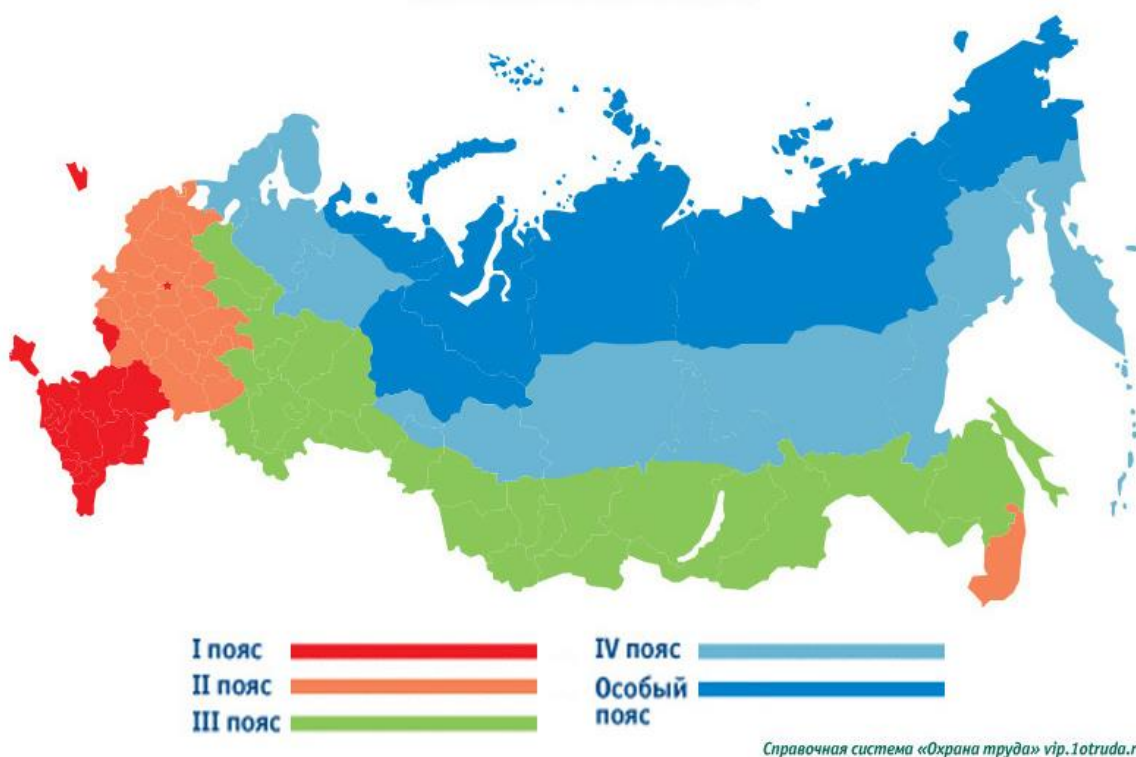 I пояс
II пояс
III пояс
IV пояс
Особый
пояс
Справочная система «Охрана труда» vip.1otruda.r